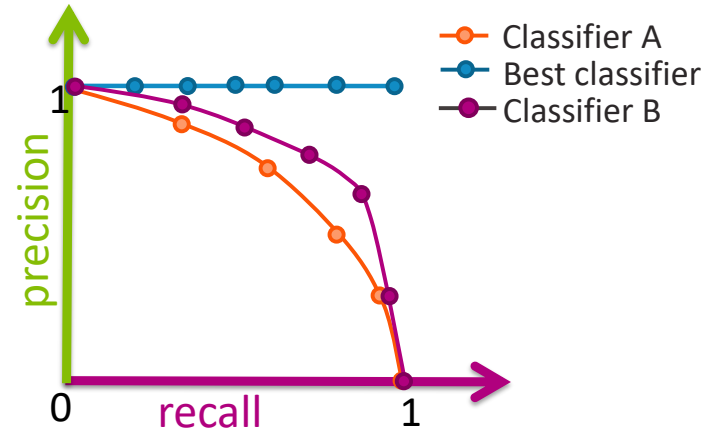 Classifier A
Best classifier
Classifier B
1
precision
0
recall
1